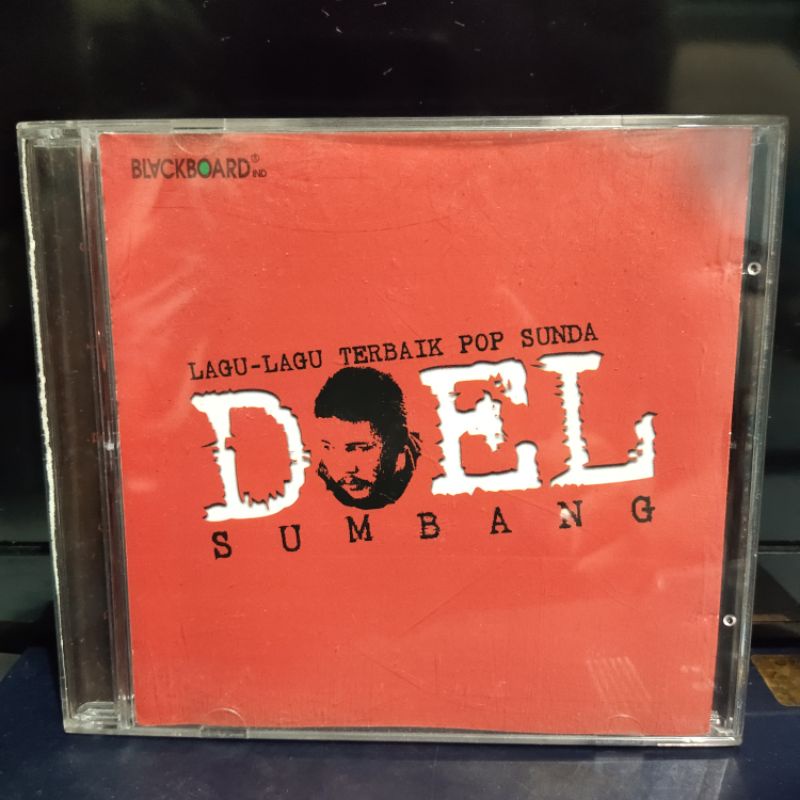 BLACKBOARD® IND
LAGU-LAGU TERBAIK POP SUNDA
DOEL
SUMBANG